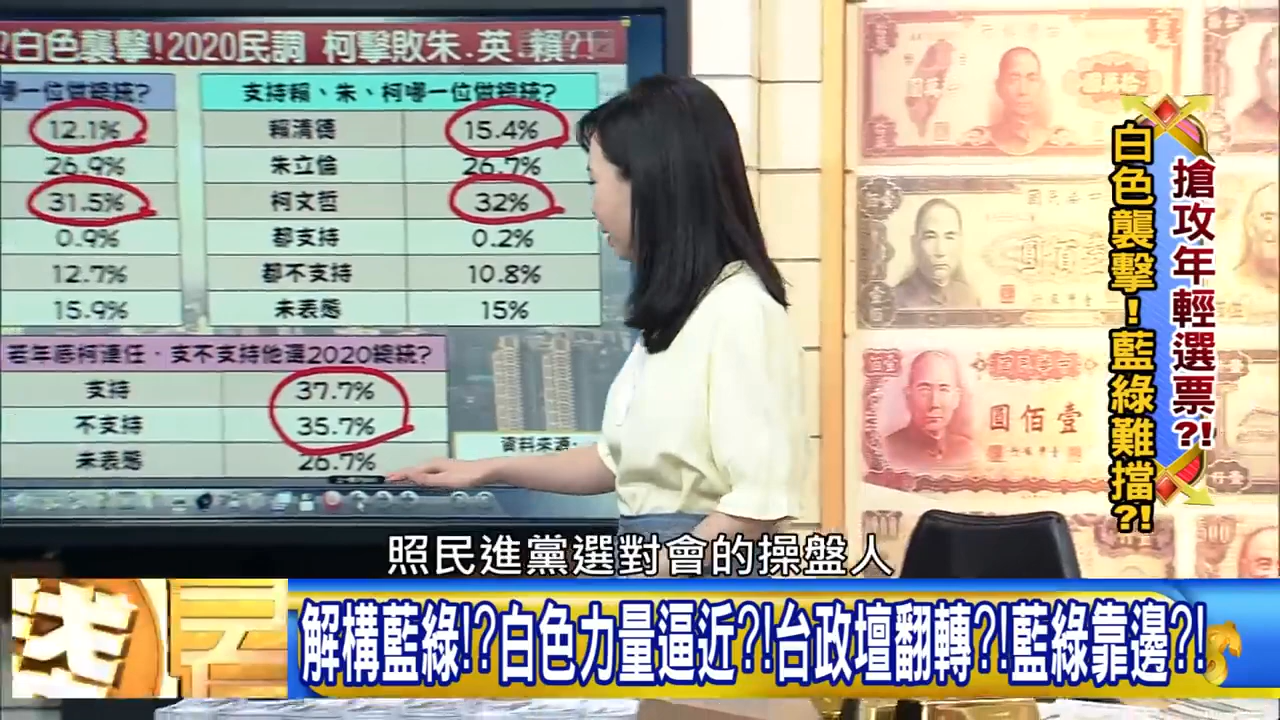 ?白色襲擊!2020民調 柯擊敗朱.英.賴?!
哪一位做總統?
12.1%
26.9%
31.5%
0.9%
12.7%
15.9%
支持賴、朱、柯哪一位做總統?
賴清德 15.4%
朱立倫 26.7%
柯文哲 32%
都支持 0.2%
都不支持 10.8%
未表態 15%
若年底柯連任,支不支持他選2020總統?
支持 37.7%
不支持 35.7%
未表態 26.7%
資料來源:
搶攻年輕選票?!
白色襲擊!藍綠難擋?!
圓佰壹
照民進黨選對會的操盤人
解構藍綠!?白色力量逼近?!台政壇翻轉?!藍綠靠邊?!